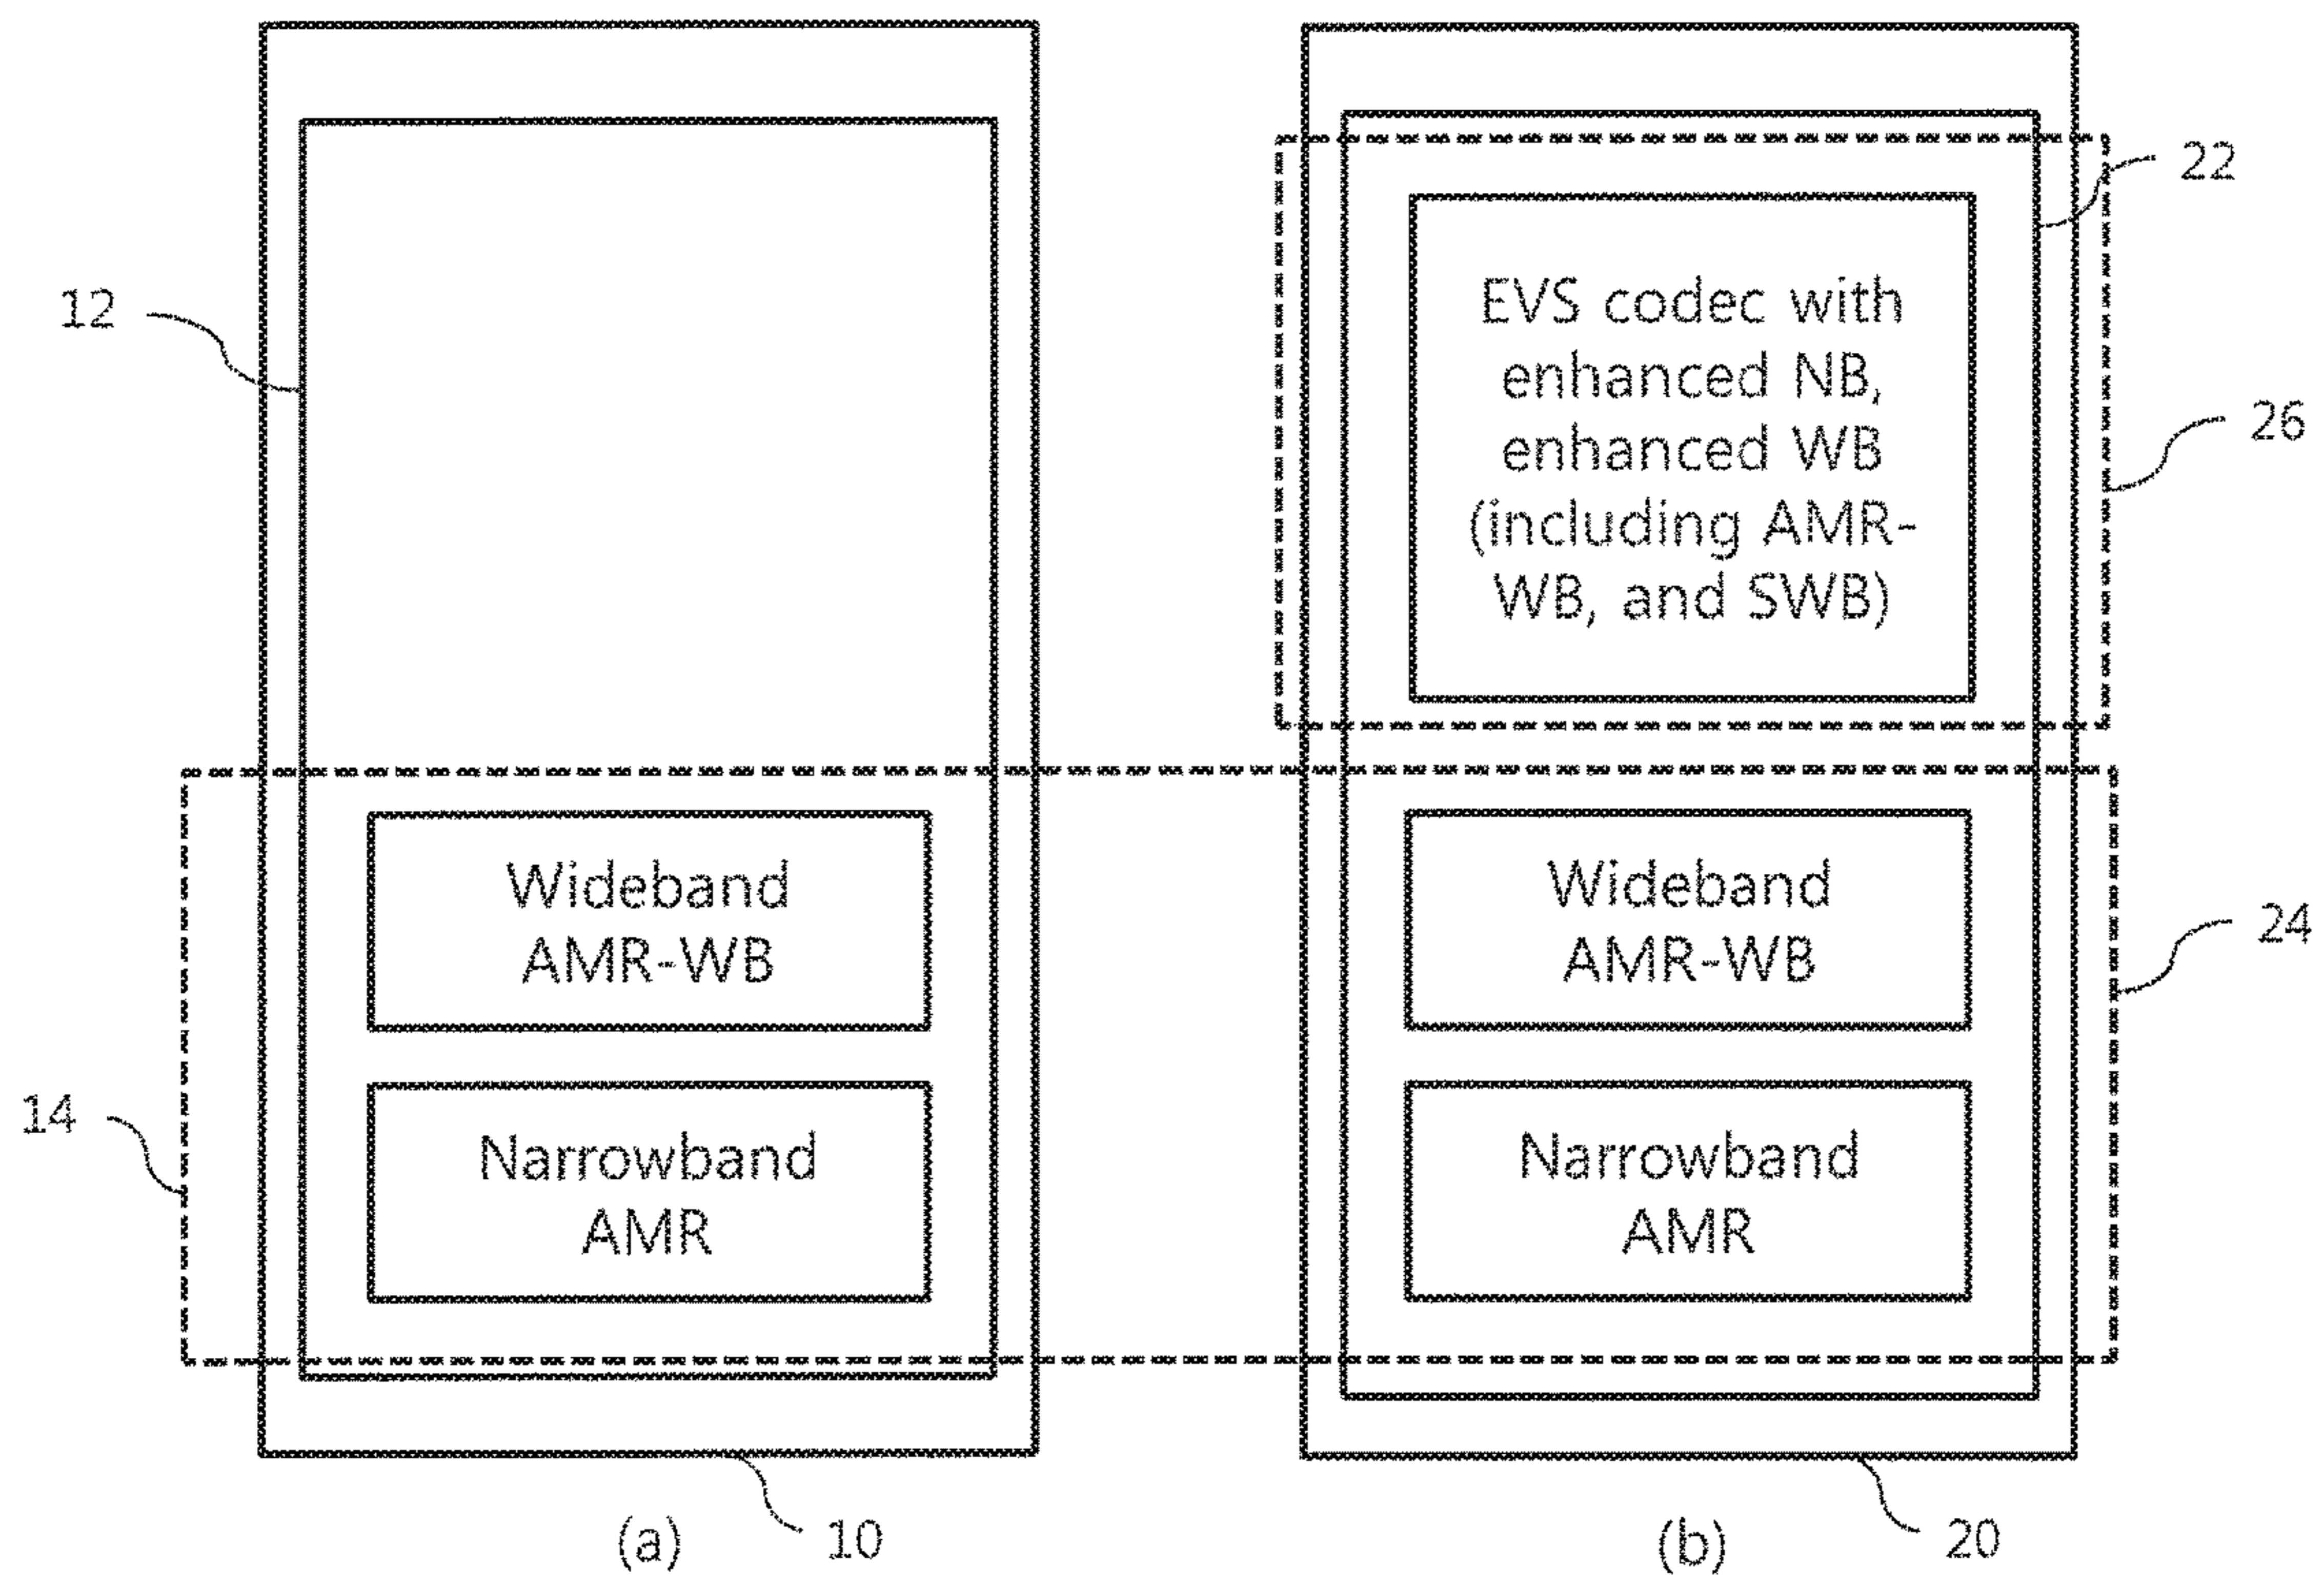 22
EVS codec with
enhanced NB,
enhanced WB
(including AMR-
WB, and SWB)
12
26
Wideband
AMR-WB
Wideband
AMR-WB
24
14
Narrowband
AMR
Narrowband
AMR
(a)
10
(b)
20